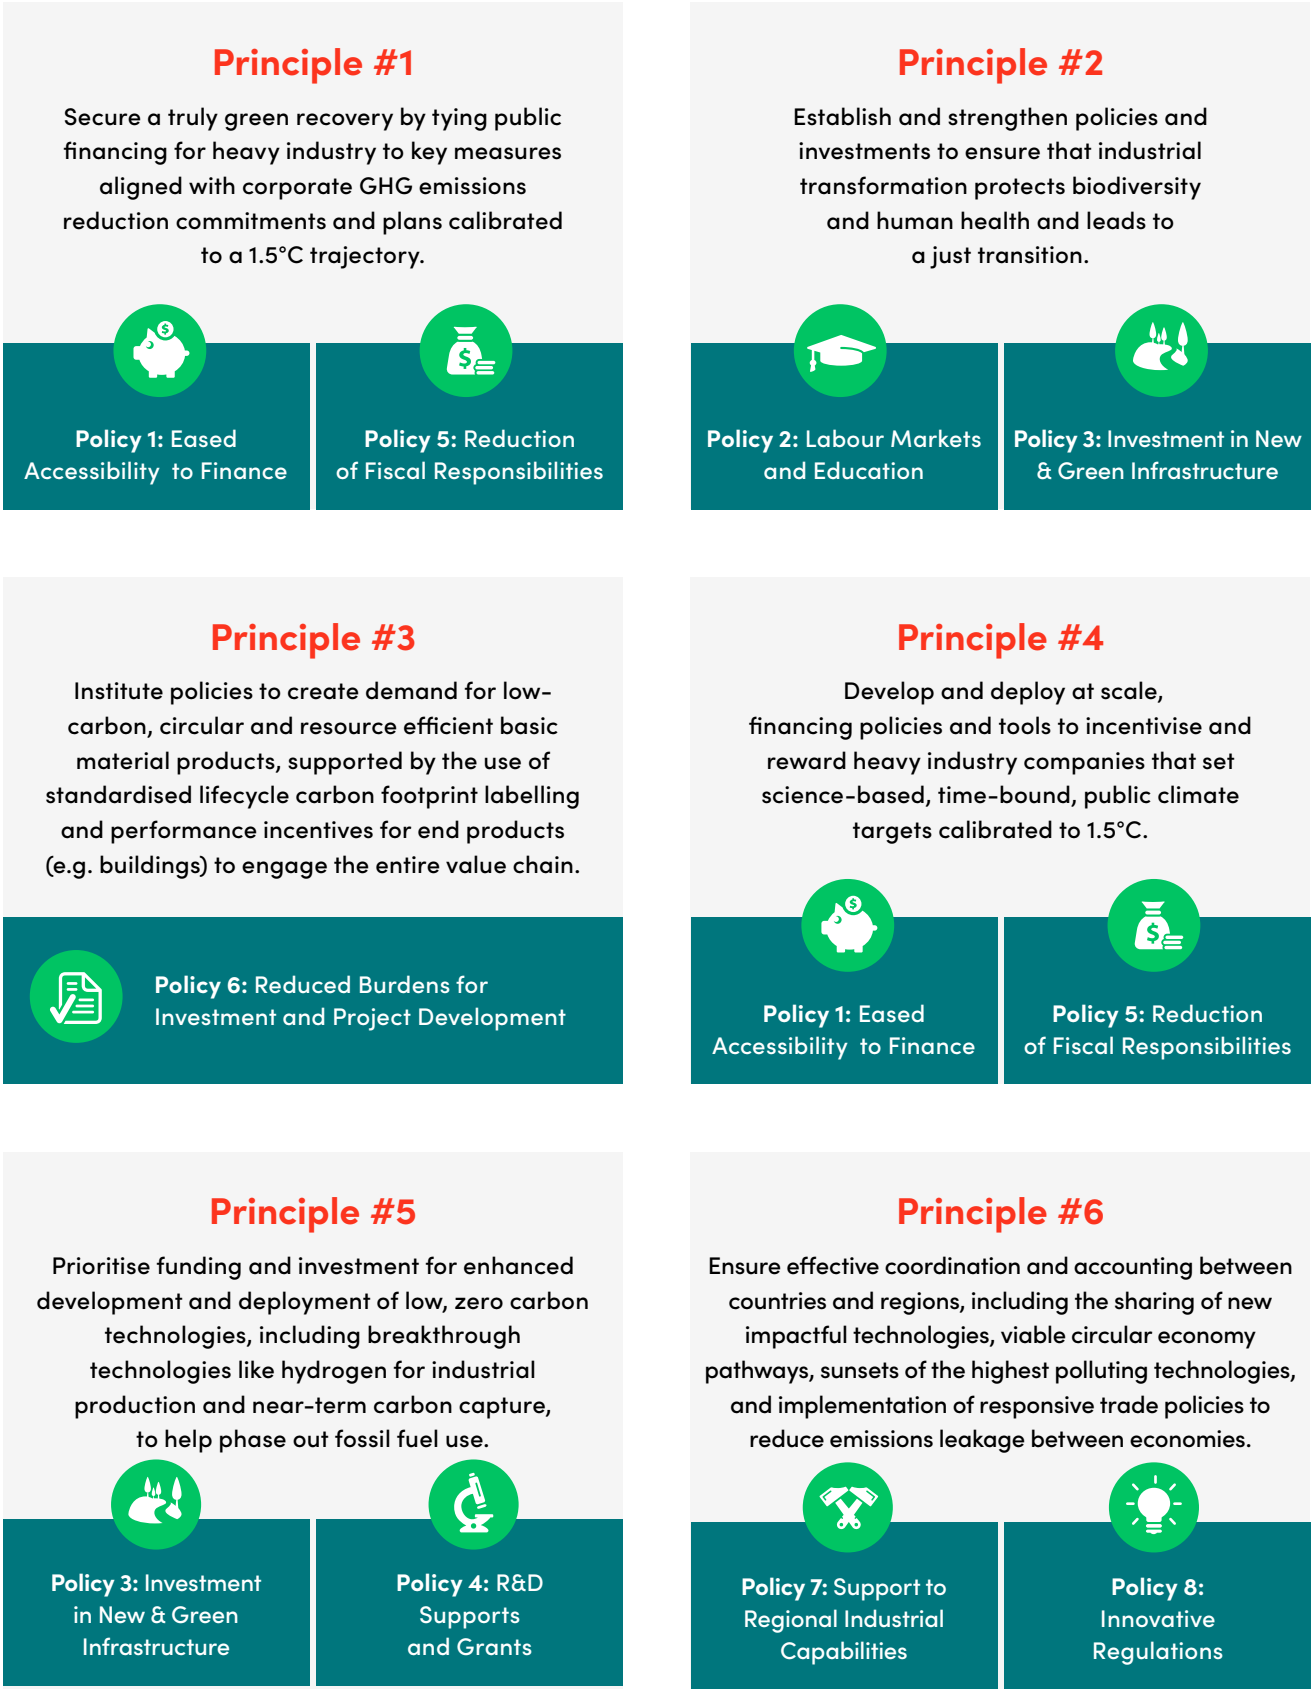 Principle #1
Secure a truly green recovery by tying public
financing for heavy industry to key measures
aligned with corporate GHG emissions
reduction commitments and plans calibrated
to a 1.5°C trajectory.
$
$
Policy 1: Eased
Accessibility to Finance
Policy 5: Reduction
of Fiscal Responsibilities
Principle #2
Establish and strengthen policies and
investments to ensure that industrial
transformation protects biodiversity
and human health and leads to
a just transition.
Policy 2: Labour Markets
and Education
Policy 3: Investment in New
& Green Infrastructure
Principle #3
Institute policies to create demand for low-
carbon, circular and resource efficient basic
material products, supported by the use of
standardised lifecycle carbon footprint labelling
and performance incentives for end products
(e.g. buildings) to engage the entire value chain.
Policy 6: Reduced Burdens for
Investment and Project Development
Principle #4
Develop and deploy at scale,
financing policies and tools to incentivise and
reward heavy industry companies that set
science-based, time-bound, public climate
targets calibrated to 1.5°C.
$
$
Policy 1: Eased
Accessibility to Finance
Policy 5: Reduction
of Fiscal Responsibilities
Principle #5
Prioritise funding and investment for enhanced
development and deployment of low, zero carbon
technologies, including breakthrough
technologies like hydrogen for industrial
production and near-term carbon capture,
to help phase out fossil fuel use.
Policy 3: Investment
in New & Green
Infrastructure
Policy 4: R&D
Supports
and Grants
Principle #6
Ensure effective coordination and accounting between
countries and regions, including the sharing of new
impactful technologies, viable circular economy
pathways, sunsets of the highest polluting technologies,
and implementation of responsive trade policies to
reduce emissions leakage between economies.
Policy 7: Support to
Regional Industrial
Capabilities
Policy 8:
Innovative
Regulations